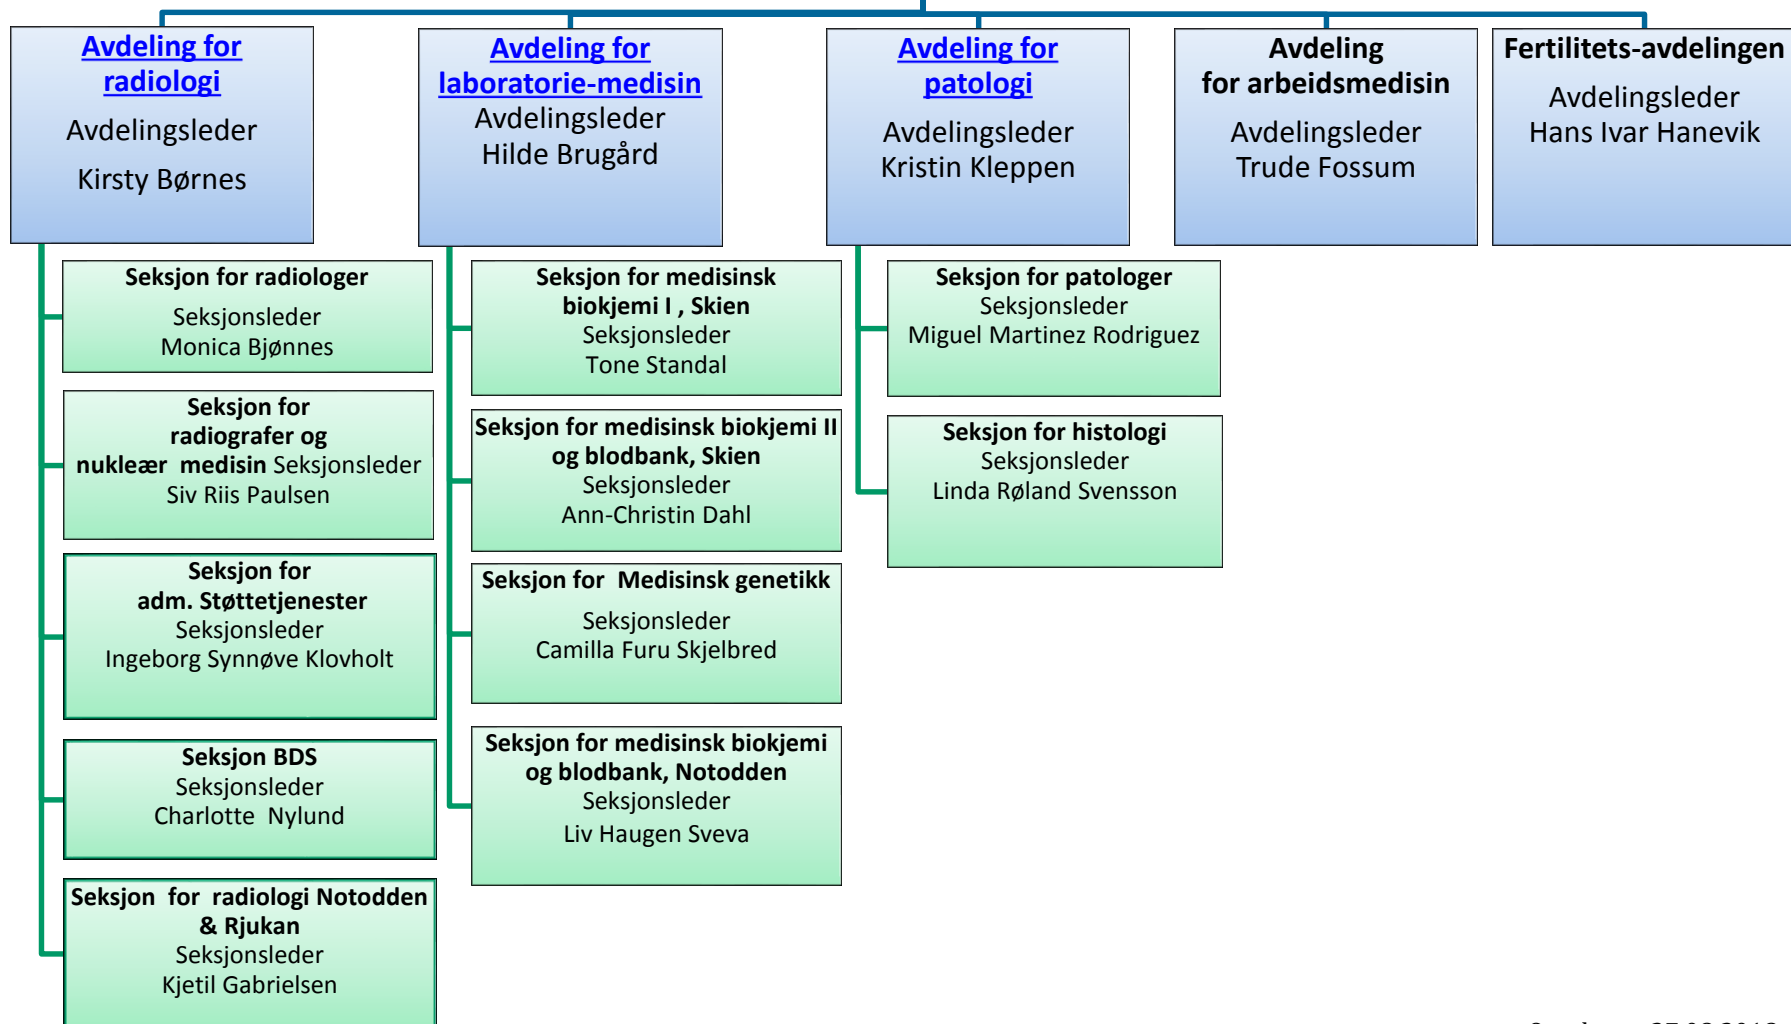 Avdeling for
radiologi
Avdelingsleder
Kirsty Børnes
Avdeling for
laboratorie-medisin
Avdelingsleder
Hilde Brugård
Avdeling for
patologi
Avdelingsleder
Kristin Kleppen
Avdeling
for arbeidsmedisin
Avdelingsleder
Trude Fossum
Fertilitets-avdelingen
Avdelingsleder
Hans Ivar Hanevik
Seksjon for radiologer
Seksjonsleder
Monica Bjønnes
Seksjon for
radiografer og
nukleær medisin Seksjonsleder
Siv Riis Paulsen
Seksjon for
adm. Støttetjenester
Seksjonsleder
Ingeborg Synnøve Klovholt
Seksjon BDS
Seksjonsleder
Charlotte Nylund
Seksjon for radiologi Notodden
& Rjukan
Seksjonsleder
Kjetil Gabrielsen
Seksjon for medisinsk
biokjemi I , Skien
Seksjonsleder
Tone Standal
Seksjon for medisinsk biokjemi II
og blodbank, Skien
Seksjonsleder
Ann-Christin Dahl
Seksjon for Medisinsk genetikk
Seksjonsleder
Camilla Furu Skjelbred
Seksjon for medisinsk biokjemi
og blodbank, Notodden
Seksjonsleder
Liv Haugen Sveva
Seksjon for patologer
Seksjonsleder
Miguel Martinez Rodriguez
Seksjon for histologi
Seksjonsleder
Linda Røland Svensson